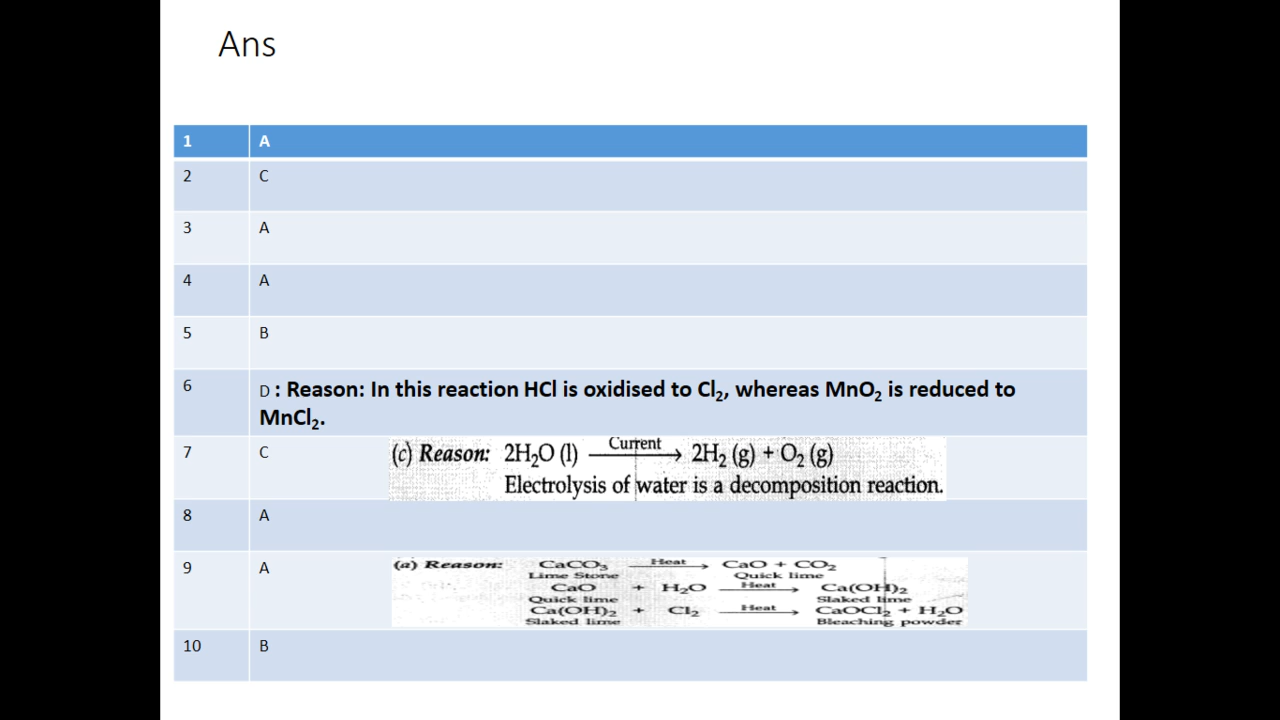 Ans
1 A
2 C
3 A
4 A
5 B
6 D : Reason: In this reaction HCl is oxidised to Cl₂, whereas MnO₂ is reduced to
MnCl₂.
7 C (c) Reason: 2H₂O (l) —Current→ 2H₂ (g) + O₂ (g)
Electrolysis of water is a decomposition reaction.
8 A
9 A (a) Reason: CaCO₃ —Heat→ CaO + CO₂
Lime Stone Quick lime
CaO + H₂O —Heat→ Ca(OH)₂
Quick lime Slaked lime
Ca(OH)₂ + Cl₂ —Heat→ CaOCl₂ + H₂O
Slaked lime Bleaching powder
10 B